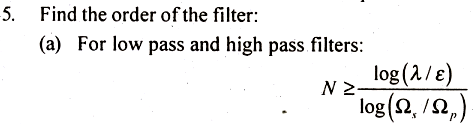 5. Find the order of the filter:
(a) For low pass and high pass filters:
N ≥ log(λ/ε) / log(Ωs /Ωp)